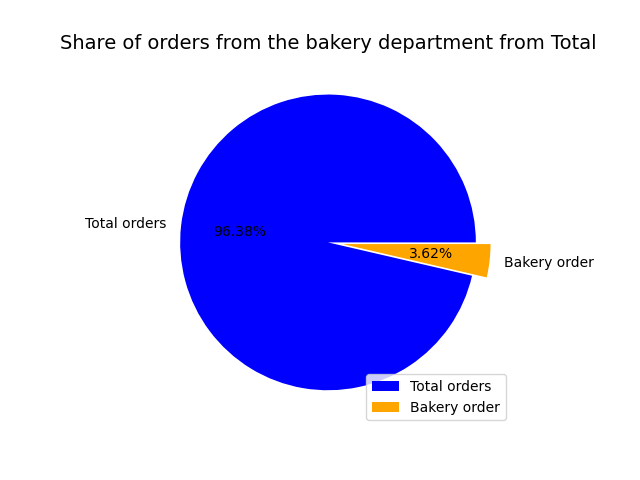 Share of orders from the bakery department from Total
Total orders
96.38%
3.62%
Bakery order
Total orders
Bakery order